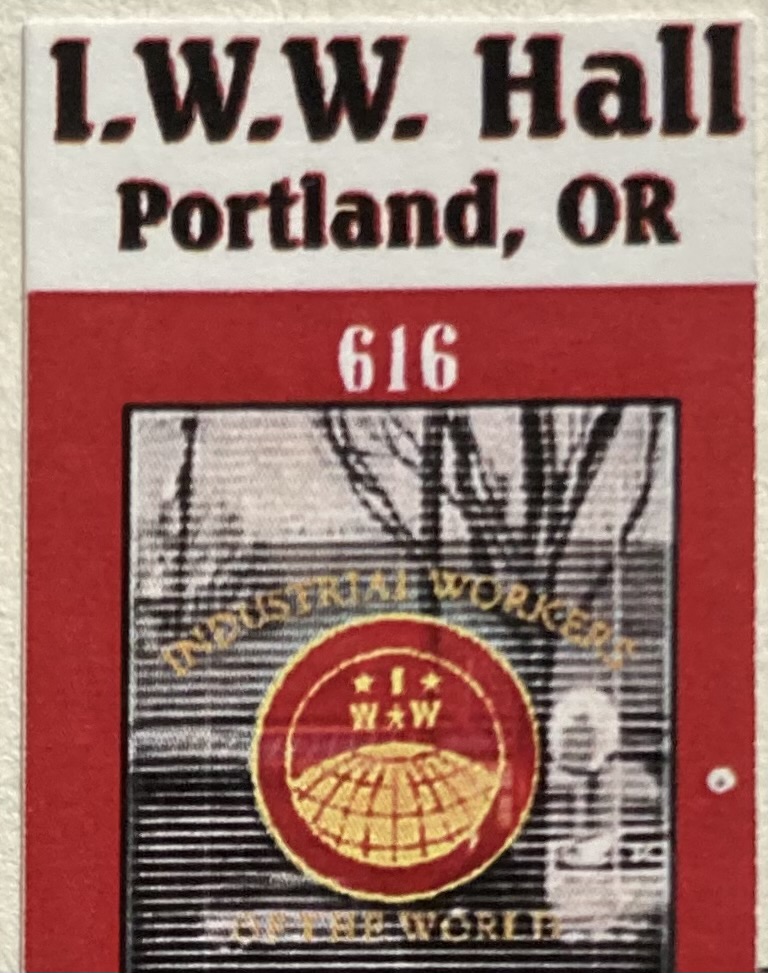 I.W.W. Hall
Portland, OR
616
INDUSTRIAL WORKERS
I
W W
OF THE WORLD